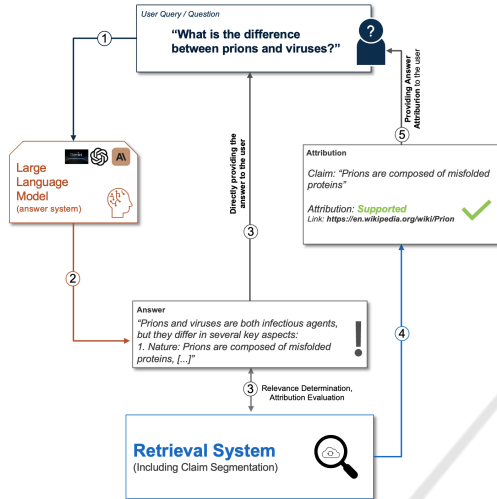 User Query / Question
“What is the difference
between prions and viruses?”
?
1
Large
Language
Model
(answer system)
Directly providing the
answer to the user
3
Providing Answer
Attriburion to the user
5
Attribution
Claim: “Prions are composed of misfolded
proteins”
Attribution: Supported
Link: https://en.wikipedia.org/wiki/Prion
2
4
Answer
“Prions and viruses are both infectious agents,
but they differ in several key aspects:
1. Nature: Prions are composed of misfolded
proteins, [...]”
!
3
Relevance Determination,
Attribution Evaluation
Retrieval System
(Including Claim Segmentation)